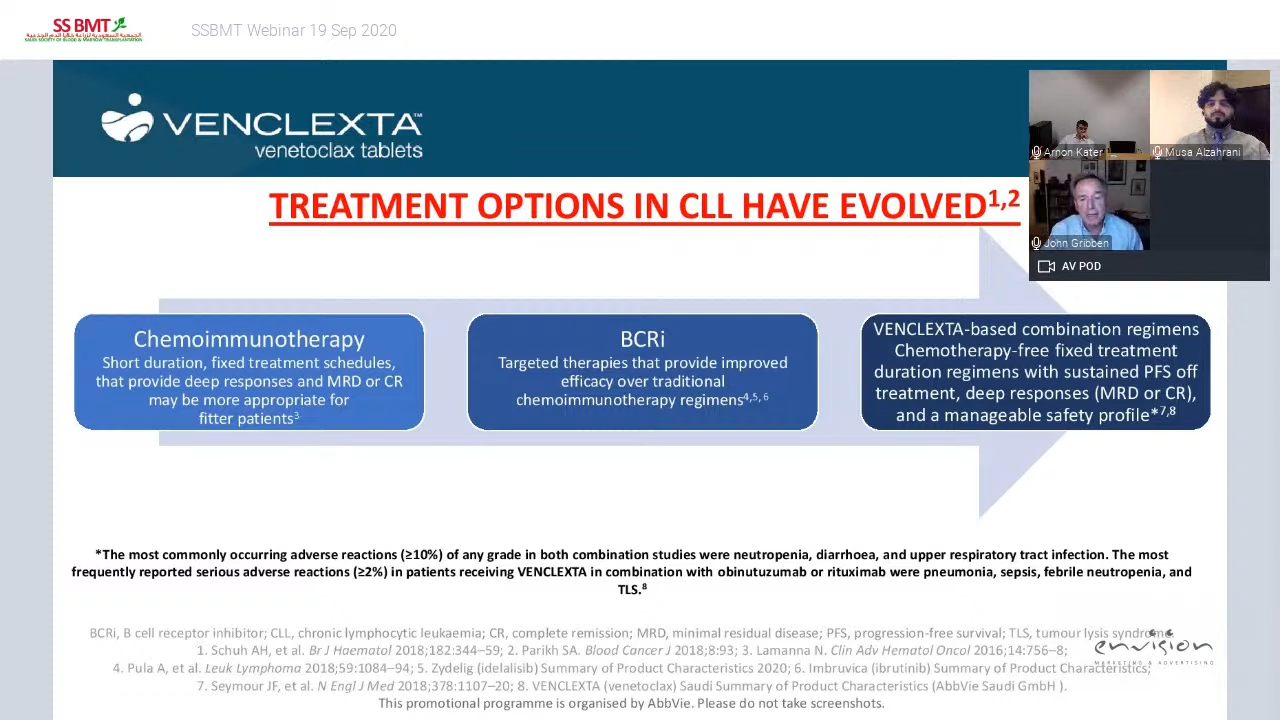 SS BMT
SAUDI SOCIETY OF BLOOD & MARROW TRANSPLANTATION
SSBMT Webinar 19 Sep 2020
VENCLEXTA™
venetoclax tablets
Arnon Kater
Musa Alzahrani
John Gribben
AV POD
TREATMENT OPTIONS IN CLL HAVE EVOLVED1,2
Chemoimmunotherapy
Short duration, fixed treatment schedules,
that provide deep responses and MRD or CR
may be more appropriate for
fitter patients3
BCRi
Targeted therapies that provide improved
efficacy over traditional
chemoimmunotherapy regimens4,5, 6
VENCLEXTA-based combination regimens
Chemotherapy-free fixed treatment
duration regimens with sustained PFS off
treatment, deep responses (MRD or CR),
and a manageable safety profile*7,8
*The most commonly occurring adverse reactions (≥10%) of any grade in both combination studies were neutropenia, diarrhoea, and upper respiratory tract infection. The most
frequently reported serious adverse reactions (≥2%) in patients receiving VENCLEXTA in combination with obinutuzumab or rituximab were pneumonia, sepsis, febrile neutropenia, and
TLS.8
BCRi, B cell receptor inhibitor; CLL, chronic lymphocytic leukaemia; CR, complete remission; MRD, minimal residual disease; PFS, progression-free survival; TLS, tumour lysis syndrome.
1. Schuh AH, et al. Br J Haematol 2018;182:344–59; 2. Parikh SA. Blood Cancer J 2018;8:93; 3. Lamanna N. Clin Adv Hematol Oncol 2016;14:756–8;
4. Pula A, et al. Leuk Lymphoma 2018;59:1084–94; 5. Zydelig (idelalisib) Summary of Product Characteristics 2020; 6. Imbruvica (ibrutinib) Summary of Product Characteristics;
7. Seymour JF, et al. N Engl J Med 2018;378:1107–20; 8. VENCLEXTA (venetoclax) Saudi Summary of Product Characteristics (AbbVie Saudi GmbH ).
This promotional programme is organised by AbbVie. Please do not take screenshots.
envision
MARKETING & ADVERTISING